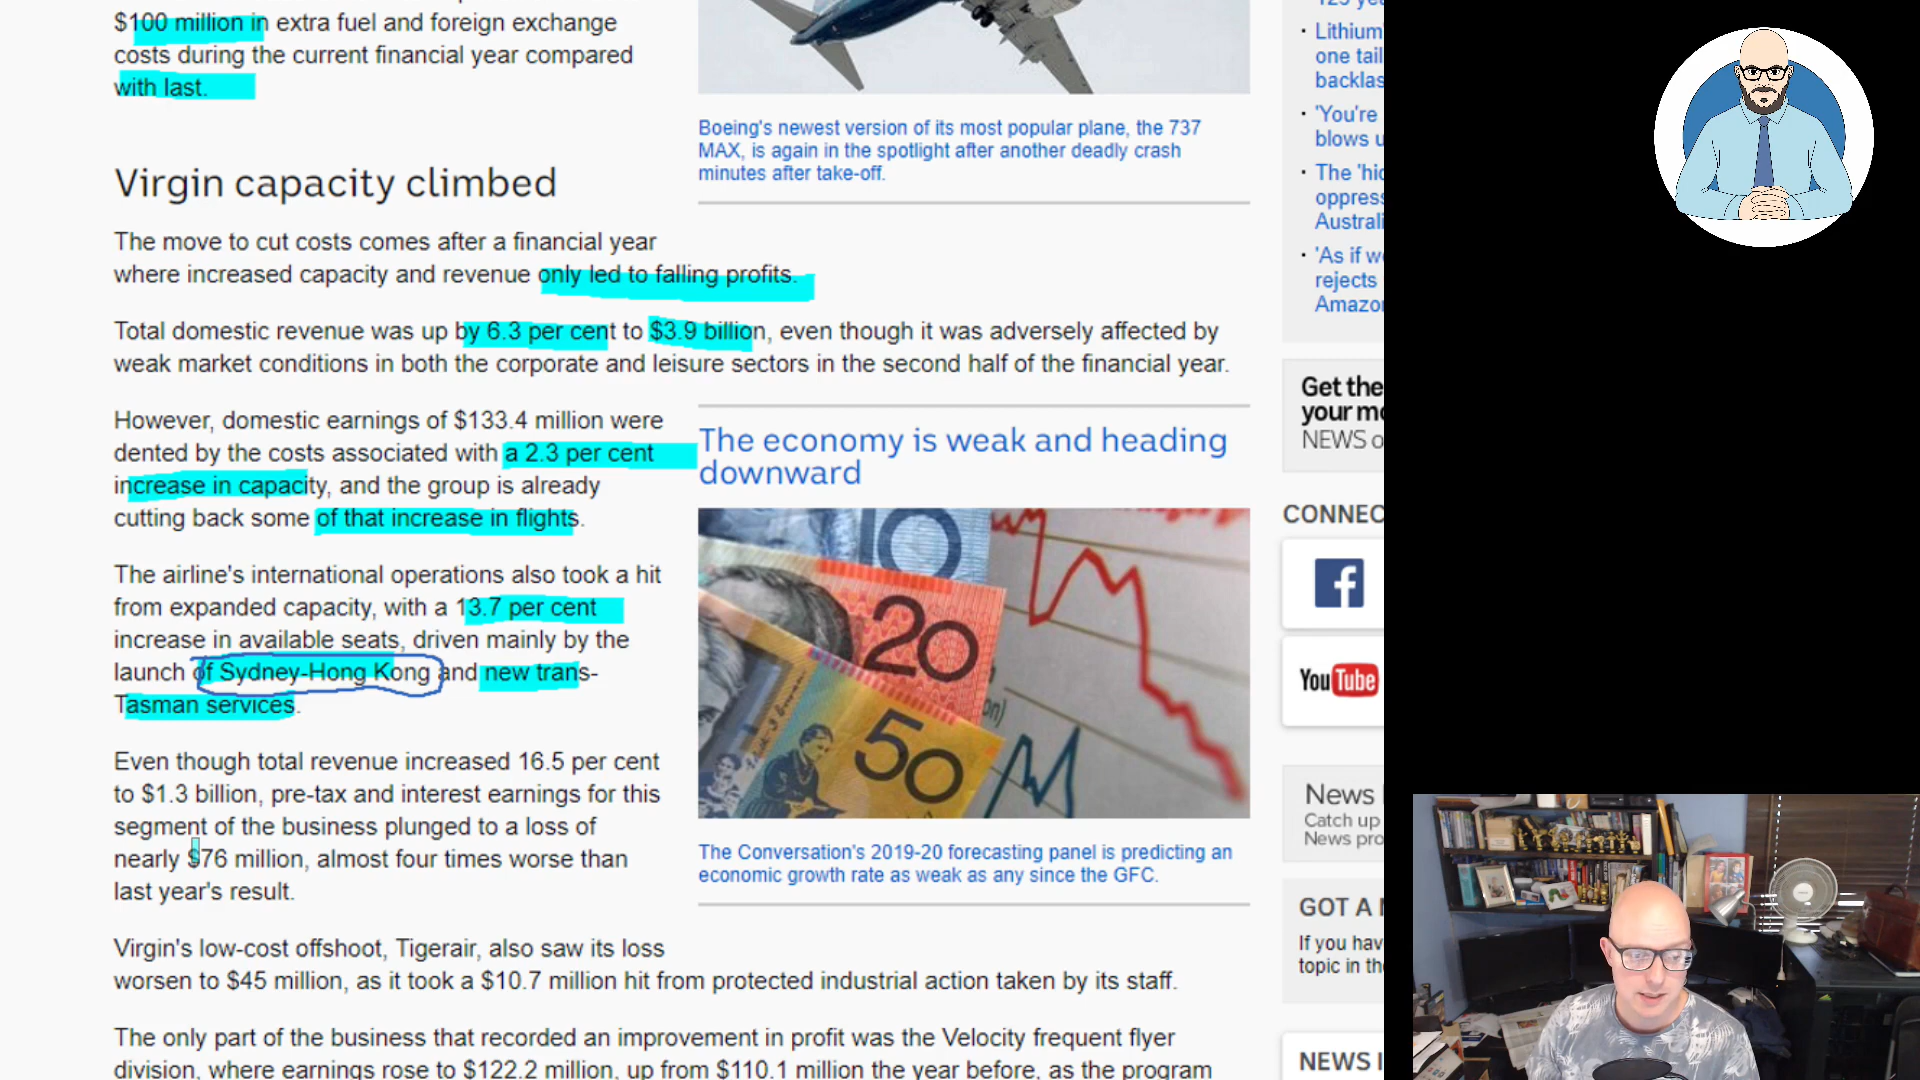 $100 million in extra fuel and foreign exchange
costs during the current financial year compared
with last.
Virgin capacity climbed
The move to cut costs comes after a financial year
where increased capacity and revenue only led to falling profits.
Total domestic revenue was up by 6.3 per cent to $3.9 billion, even though it was adversely affected by
weak market conditions in both the corporate and leisure sectors in the second half of the financial year.
However, domestic earnings of $133.4 million were
dented by the costs associated with a 2.3 per cent
increase in capacity, and the group is already
cutting back some of that increase in flights.
The airline's international operations also took a hit
from expanded capacity, with a 13.7 per cent
increase in available seats, driven mainly by the
launch of Sydney-Hong Kong and new trans-
Tasman services.
Even though total revenue increased 16.5 per cent
to $1.3 billion, pre-tax and interest earnings for this
segment of the business plunged to a loss of
nearly $76 million, almost four times worse than
last year's result.
Virgin's low-cost offshoot, Tigerair, also saw its loss
worsen to $45 million, as it took a $10.7 million hit from protected industrial action taken by its staff.
The only part of the business that recorded an improvement in profit was the Velocity frequent flyer
division, where earnings rose to $122.2 million, up from $110.1 million the year before, as the program
Boeing's newest version of its most popular plane, the 737
MAX, is again in the spotlight after another deadly crash
minutes after take-off.
The economy is weak and heading
downward
10
20
50
on)
The Conversation's 2019-20 forecasting panel is predicting an
economic growth rate as weak as any since the GFC.
Lithium
one tail
backlas
'You're
blows u
The 'hid
oppress
Australi
'As if we
rejects
Amazon
Get the
your mo
NEWS o
CONNEC
YouTube
News
Catch up
News pro
GOT A
If you hav
topic in th
NEWS I